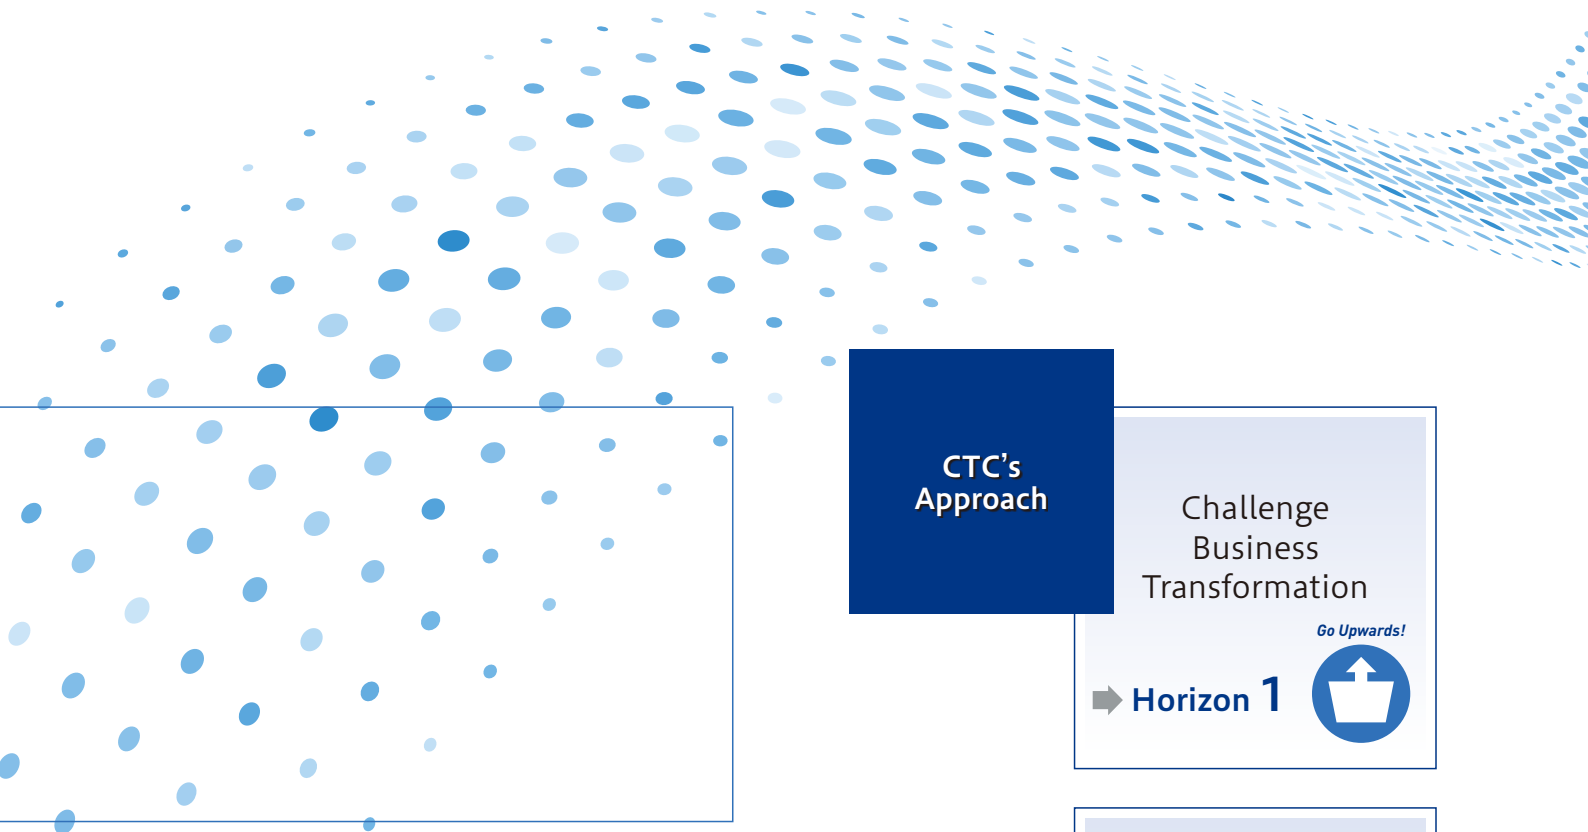 CTC’s
Approach
Challenge
Business
Transformation
Go Upwards!
Horizon 1